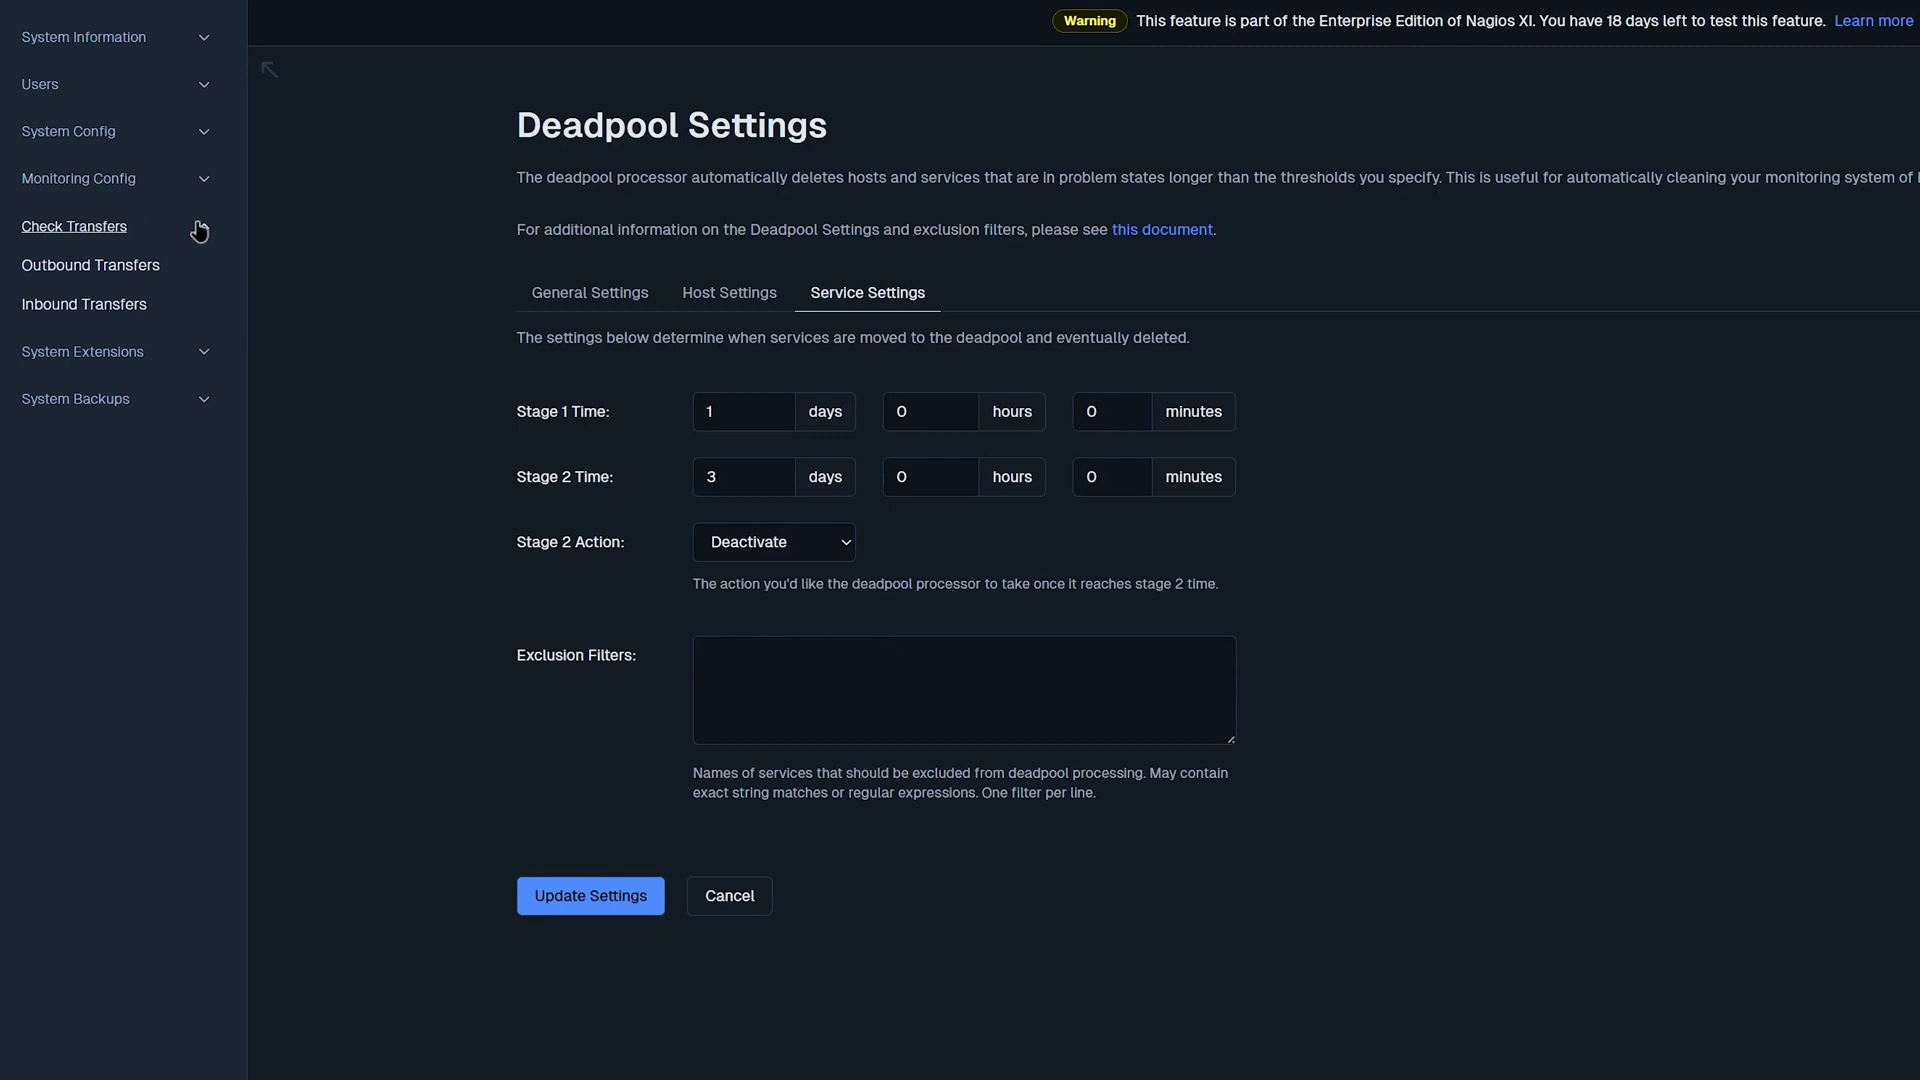 Warning This feature is part of the Enterprise Edition of Nagios XI. You have 18 days left to test this feature. Learn more
System Information
Users
System Config
Monitoring Config
Check Transfers
Outbound Transfers
Inbound Transfers
System Extensions
System Backups
Deadpool Settings
The deadpool processor automatically deletes hosts and services that are in problem states longer than the thresholds you specify. This is useful for automatically cleaning your monitoring system of
For additional information on the Deadpool Settings and exclusion filters, please see this document.
General Settings Host Settings Service Settings
The settings below determine when services are moved to the deadpool and eventually deleted.
Stage 1 Time: 1 days 0 hours 0 minutes
Stage 2 Time: 3 days 0 hours 0 minutes
Stage 2 Action: Deactivate
The action you'd like the deadpool processor to take once it reaches stage 2 time.
Exclusion Filters:
Names of services that should be excluded from deadpool processing. May contain
exact string matches or regular expressions. One filter per line.
Update Settings Cancel